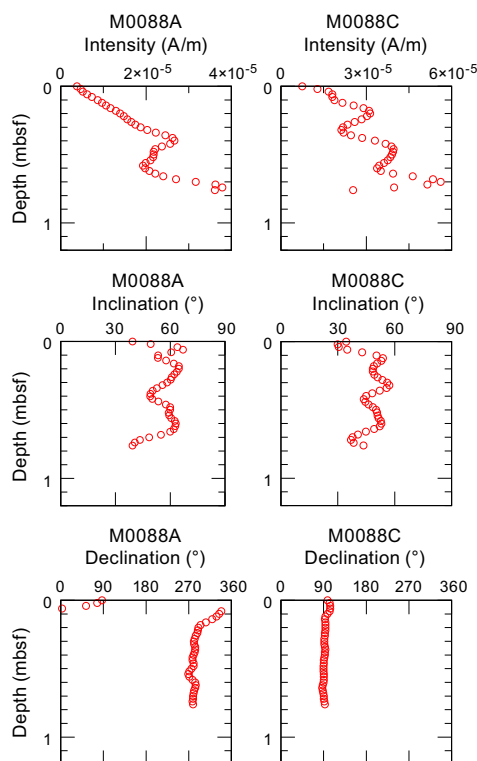 M0088A
Intensity (A/m)
0 2×10⁻⁵ 4×10⁻⁵
0
1
Depth (mbsf)
M0088C
Intensity (A/m)
0 3×10⁻⁵ 6×10⁻⁵
0
1
M0088A
Inclination (°)
0 30 60 90
0
1
Depth (mbsf)
M0088C
Inclination (°)
0 30 60 90
0
1
M0088A
Declination (°)
0 90 180 270 360
0
1
Depth (mbsf)
M0088C
Declination (°)
0 90 180 270 360
0
1